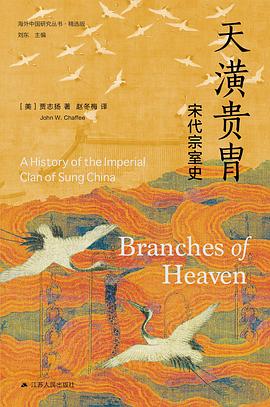 海外中国研究丛书·精选版
刘东 主编
天潢贵胄
宋代宗室史
[美] 贾志扬 著 赵冬梅 译
John W. Chaffee
A History of the Imperial
Clan of Sung China
Branches of
Heaven
江苏人民出版社